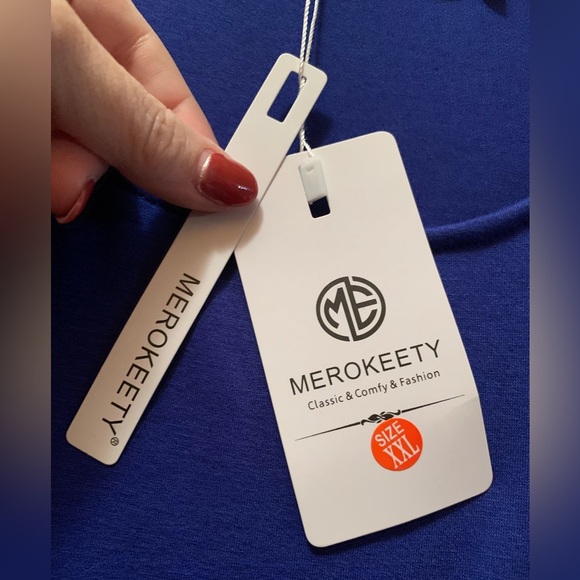 MEROKEETY®
ME
MEROKEETY
Classic & Comfy & Fashion
SIZE
XXL